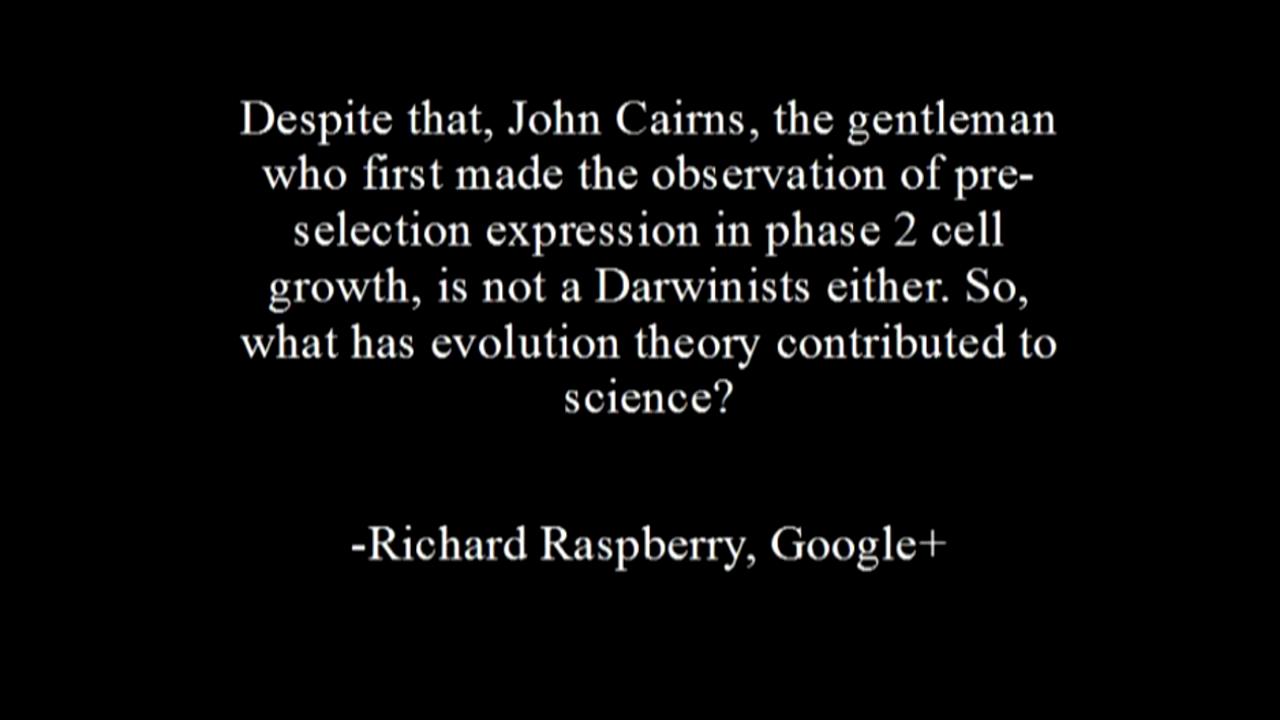 Despite that, John Cairns, the gentleman
who first made the observation of pre-
selection expression in phase 2 cell
growth, is not a Darwinists either. So,
what has evolution theory contributed to
science?
-Richard Raspberry, Google+